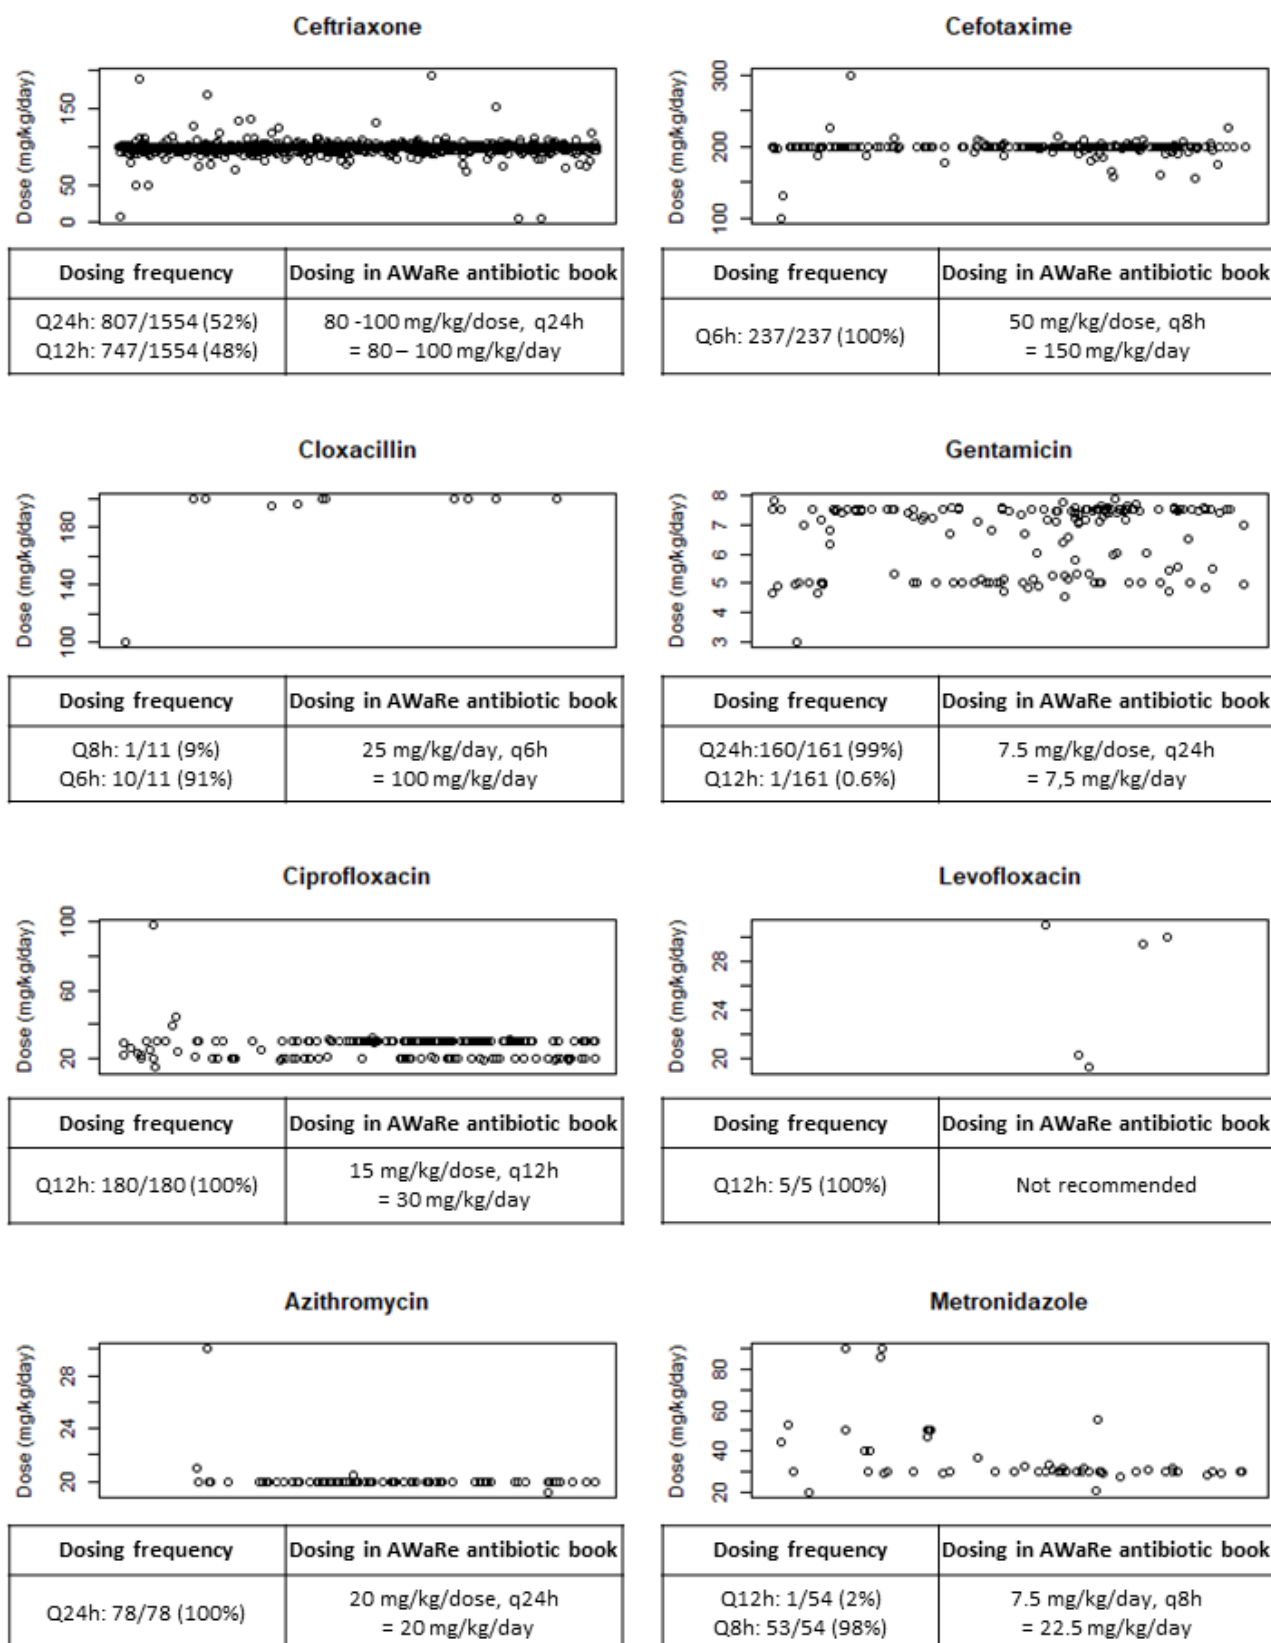 Ceftriaxone
Dose (mg/kg/day)
150
50
0
Dosing frequency
Dosing in AWaRe antibiotic book
Q24h: 807/1554 (52%)
Q12h: 747/1554 (48%)
80 -100 mg/kg/dose, q24h
= 80 – 100 mg/kg/day
Cefotaxime
Dose (mg/kg/day)
300
200
100
Dosing frequency
Dosing in AWaRe antibiotic book
Q6h: 237/237 (100%)
50 mg/kg/dose, q8h
= 150 mg/kg/day
Cloxacillin
Dose (mg/kg/day)
180
140
100
Dosing frequency
Dosing in AWaRe antibiotic book
Q8h: 1/11 (9%)
Q6h: 10/11 (91%)
25 mg/kg/day, q6h
= 100 mg/kg/day
Gentamicin
Dose (mg/kg/day)
8
7
6
5
4
3
Dosing frequency
Dosing in AWaRe antibiotic book
Q24h:160/161 (99%)
Q12h: 1/161 (0.6%)
7.5 mg/kg/dose, q24h
= 7,5 mg/kg/day
Ciprofloxacin
Dose (mg/kg/day)
100
60
20
Dosing frequency
Dosing in AWaRe antibiotic book
Q12h: 180/180 (100%)
15 mg/kg/dose, q12h
= 30 mg/kg/day
Levofloxacin
Dose (mg/kg/day)
28
24
20
Dosing frequency
Dosing in AWaRe antibiotic book
Q12h: 5/5 (100%)
Not recommended
Azithromycin
Dose (mg/kg/day)
28
24
20
Dosing frequency
Dosing in AWaRe antibiotic book
Q24h: 78/78 (100%)
20 mg/kg/dose, q24h
= 20 mg/kg/day
Metronidazole
Dose (mg/kg/day)
80
60
40
20
Dosing frequency
Dosing in AWaRe antibiotic book
Q12h: 1/54 (2%)
Q8h: 53/54 (98%)
7.5 mg/kg/day, q8h
= 22.5 mg/kg/day